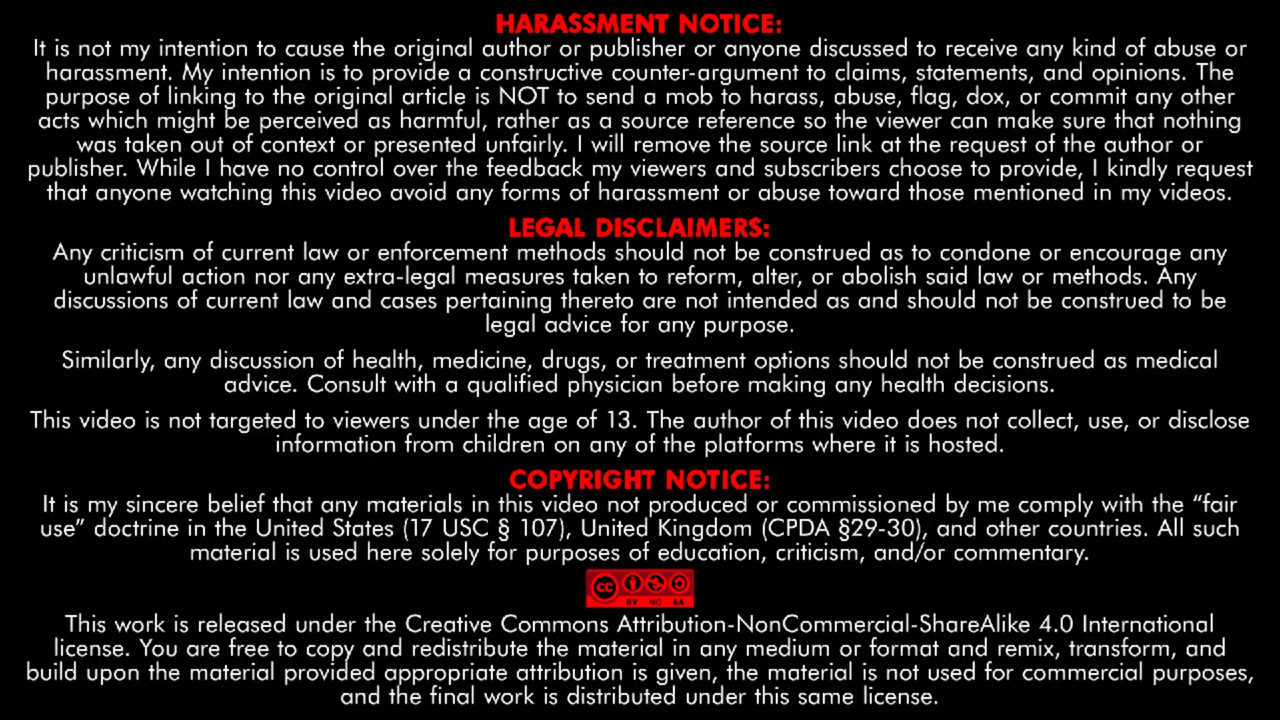 HARASSMENT NOTICE:
It is not my intention to cause the original author or publisher or anyone discussed to receive any kind of abuse or
harassment. My intention is to provide a constructive counter-argument to claims, statements, and opinions. The
purpose of linking to the original article is NOT to send a mob to harass, abuse, flag, dox, or commit any other
acts which might be perceived as harmful, rather as a source reference so the viewer can make sure that nothing
was taken out of context or presented unfairly. I will remove the source link at the request of the author or
publisher. While I have no control over the feedback my viewers and subscribers choose to provide, I kindly request
that anyone watching this video avoid any forms of harassment or abuse toward those mentioned in my videos.
LEGAL DISCLAIMERS:
Any criticism of current law or enforcement methods should not be construed as to condone or encourage any
unlawful action nor any extra-legal measures taken to reform, alter, or abolish said law or methods. Any
discussions of current law and cases pertaining thereto are not intended as and should not be construed to be
legal advice for any purpose.
Similarly, any discussion of health, medicine, drugs, or treatment options should not be construed as medical
advice. Consult with a qualified physician before making any health decisions.
This video is not targeted to viewers under the age of 13. The author of this video does not collect, use, or disclose
information from children on any of the platforms where it is hosted.
COPYRIGHT NOTICE:
It is my sincere belief that any materials in this video not produced or commissioned by me comply with the “fair
use” doctrine in the United States (17 USC § 107), United Kingdom (CPDA §29-30), and other countries. All such
material is used here solely for purposes of education, criticism, and/or commentary.
cc
BY NC SA
This work is released under the Creative Commons Attribution-NonCommercial-ShareAlike 4.0 International
license. You are free to copy and redistribute the material in any medium or format and remix, transform, and
build upon the material provided appropriate attribution is given, the material is not used for commercial purposes,
and the final work is distributed under this same license.